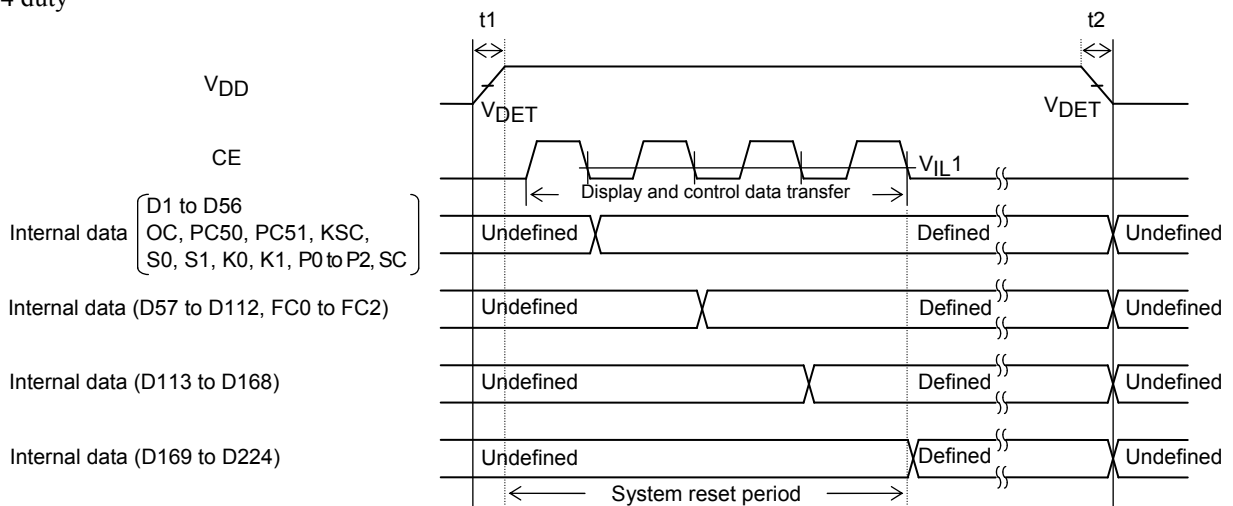 4 duty
t1
t2
VDD
VDET
VDET
CE
VIL1
Display and control data transfer
Internal data
D1 to D56
OC, PC50, PC51, KSC,
S0, S1, K0, K1, P0 to P2, SC
Undefined
Defined
Undefined
Internal data (D57 to D112, FC0 to FC2)
Undefined
Defined
Undefined
Internal data (D113 to D168)
Undefined
Defined
Undefined
Internal data (D169 to D224)
Undefined
Defined
Undefined
System reset period